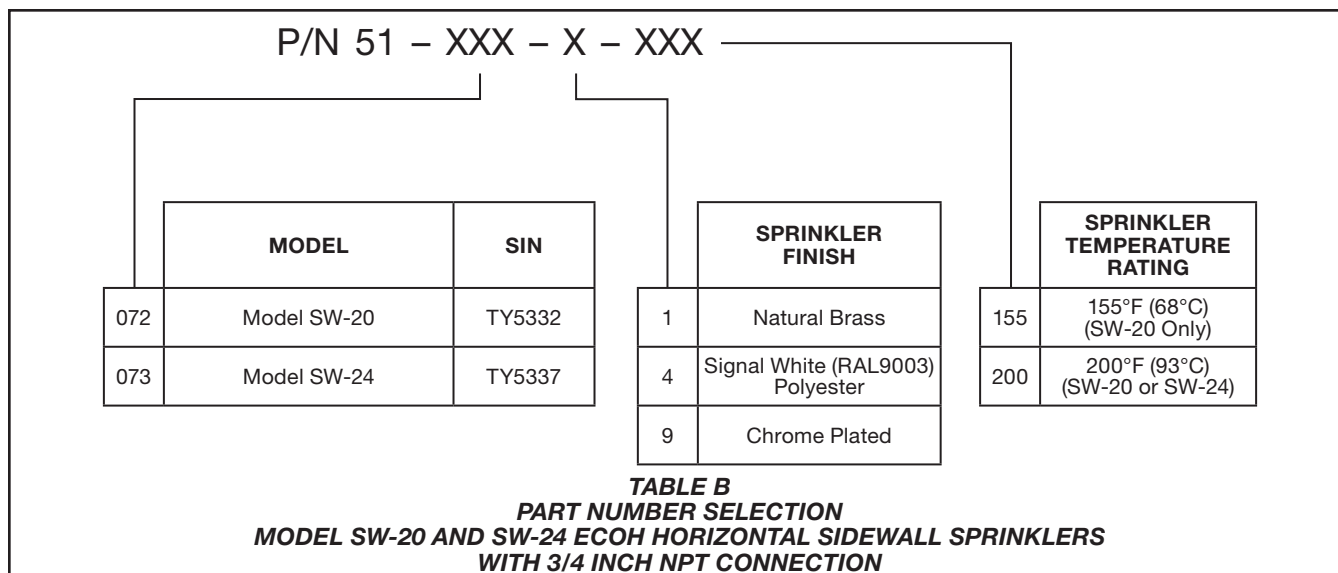 P/N 51 – XXX – X – XXX
MODEL
SIN
072
Model SW-20
TY5332
073
Model SW-24
TY5337
SPRINKLER
FINISH
1
Natural Brass
4
Signal White (RAL9003)
Polyester
9
Chrome Plated
SPRINKLER
TEMPERATURE
RATING
155
155°F (68°C)
(SW-20 Only)
200
200°F (93°C)
(SW-20 or SW-24)
TABLE B
PART NUMBER SELECTION
MODEL SW-20 AND SW-24 ECOH HORIZONTAL SIDEWALL SPRINKLERS
WITH 3/4 INCH NPT CONNECTION